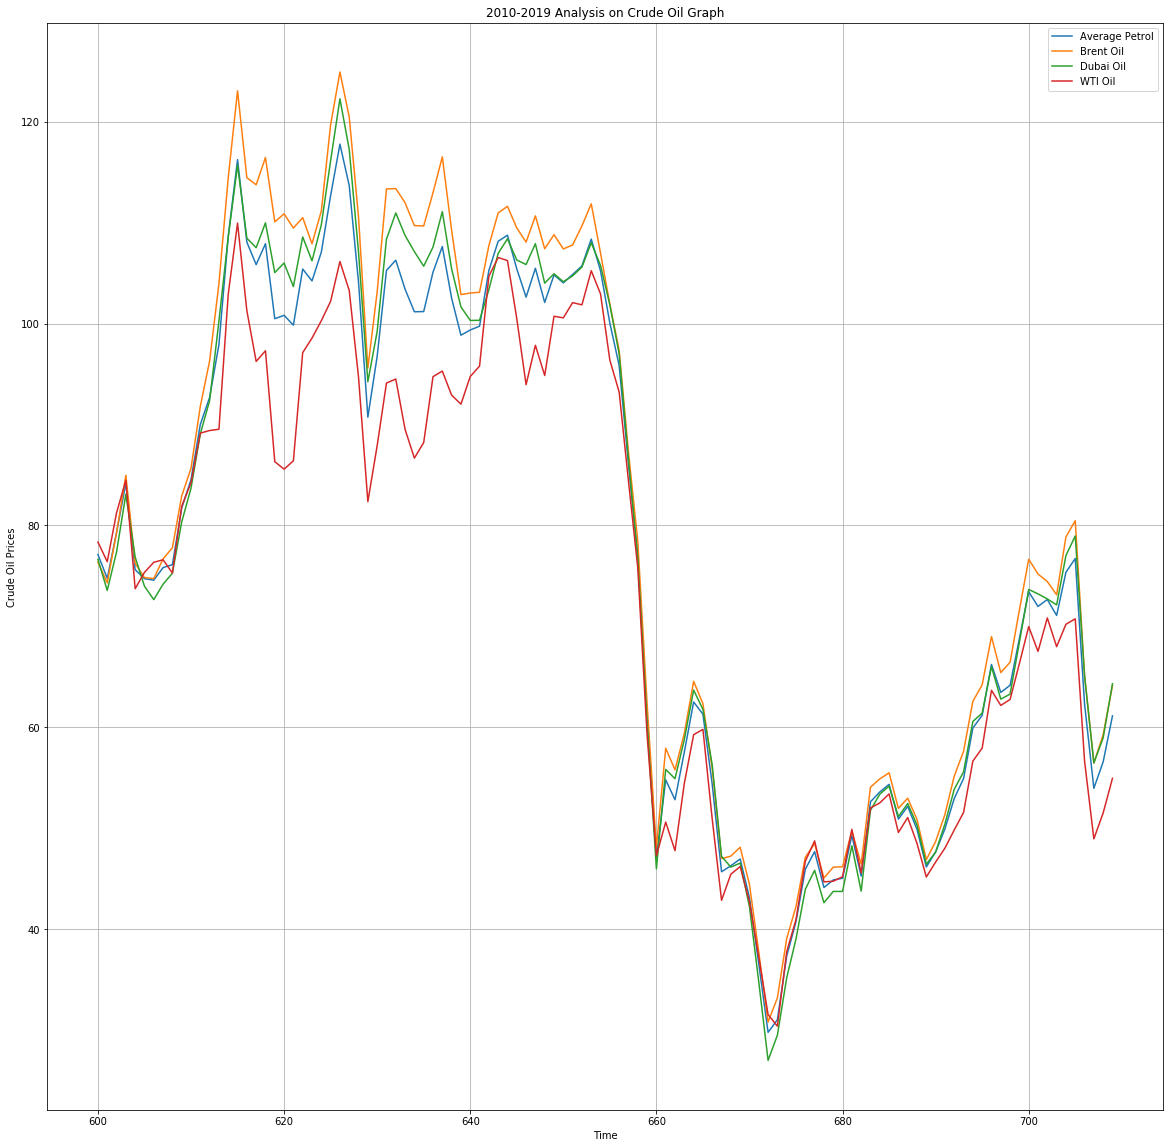 2010-2019 Analysis on Crude Oil Graph
Average Petrol
Brent Oil
Dubai Oil
WTI Oil
120
100
80
60
40
Crude Oil Prices
600 620 640 660 680 700
Time